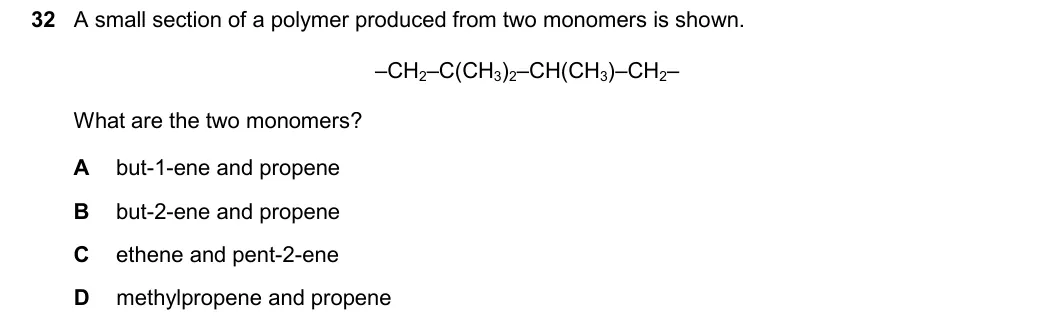 32 A small section of a polymer produced from two monomers is shown.
–CH₂–C(CH₃)₂–CH(CH₃)–CH₂–
What are the two monomers?
A but-1-ene and propene
B but-2-ene and propene
C ethene and pent-2-ene
D methylpropene and propene